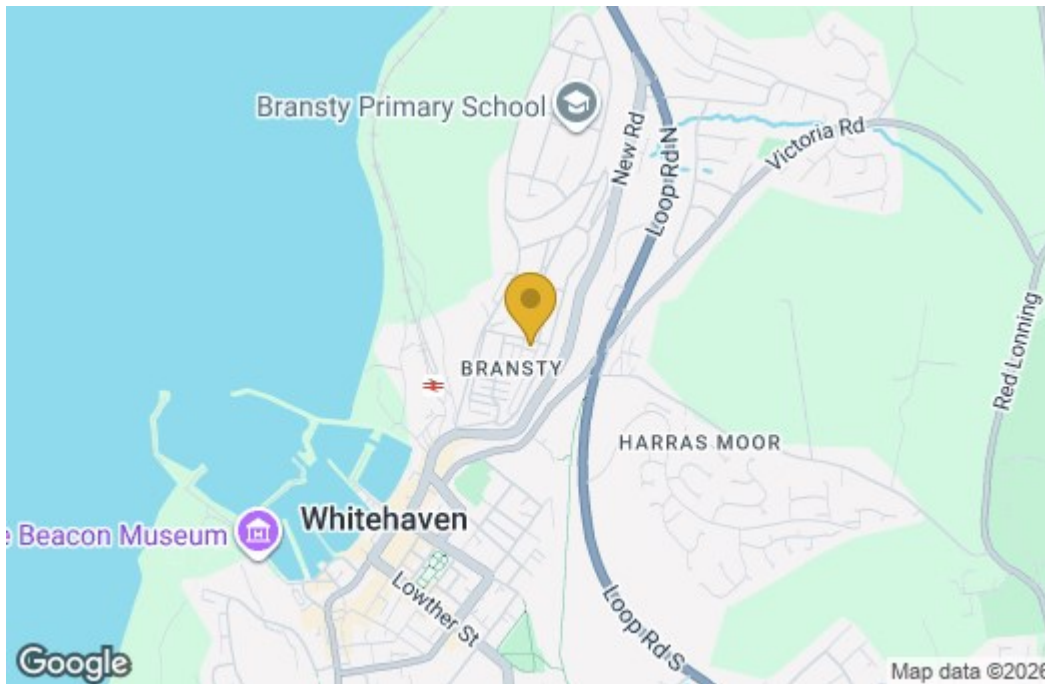 Bransty Primary School
New Rd
Loop Rd N
Victoria Rd
BRANSTY
Red Lonning
HARRAS MOOR
Whitehaven
e Beacon Museum
Lowther St
Loop Rd S
Google
Map data ©2026